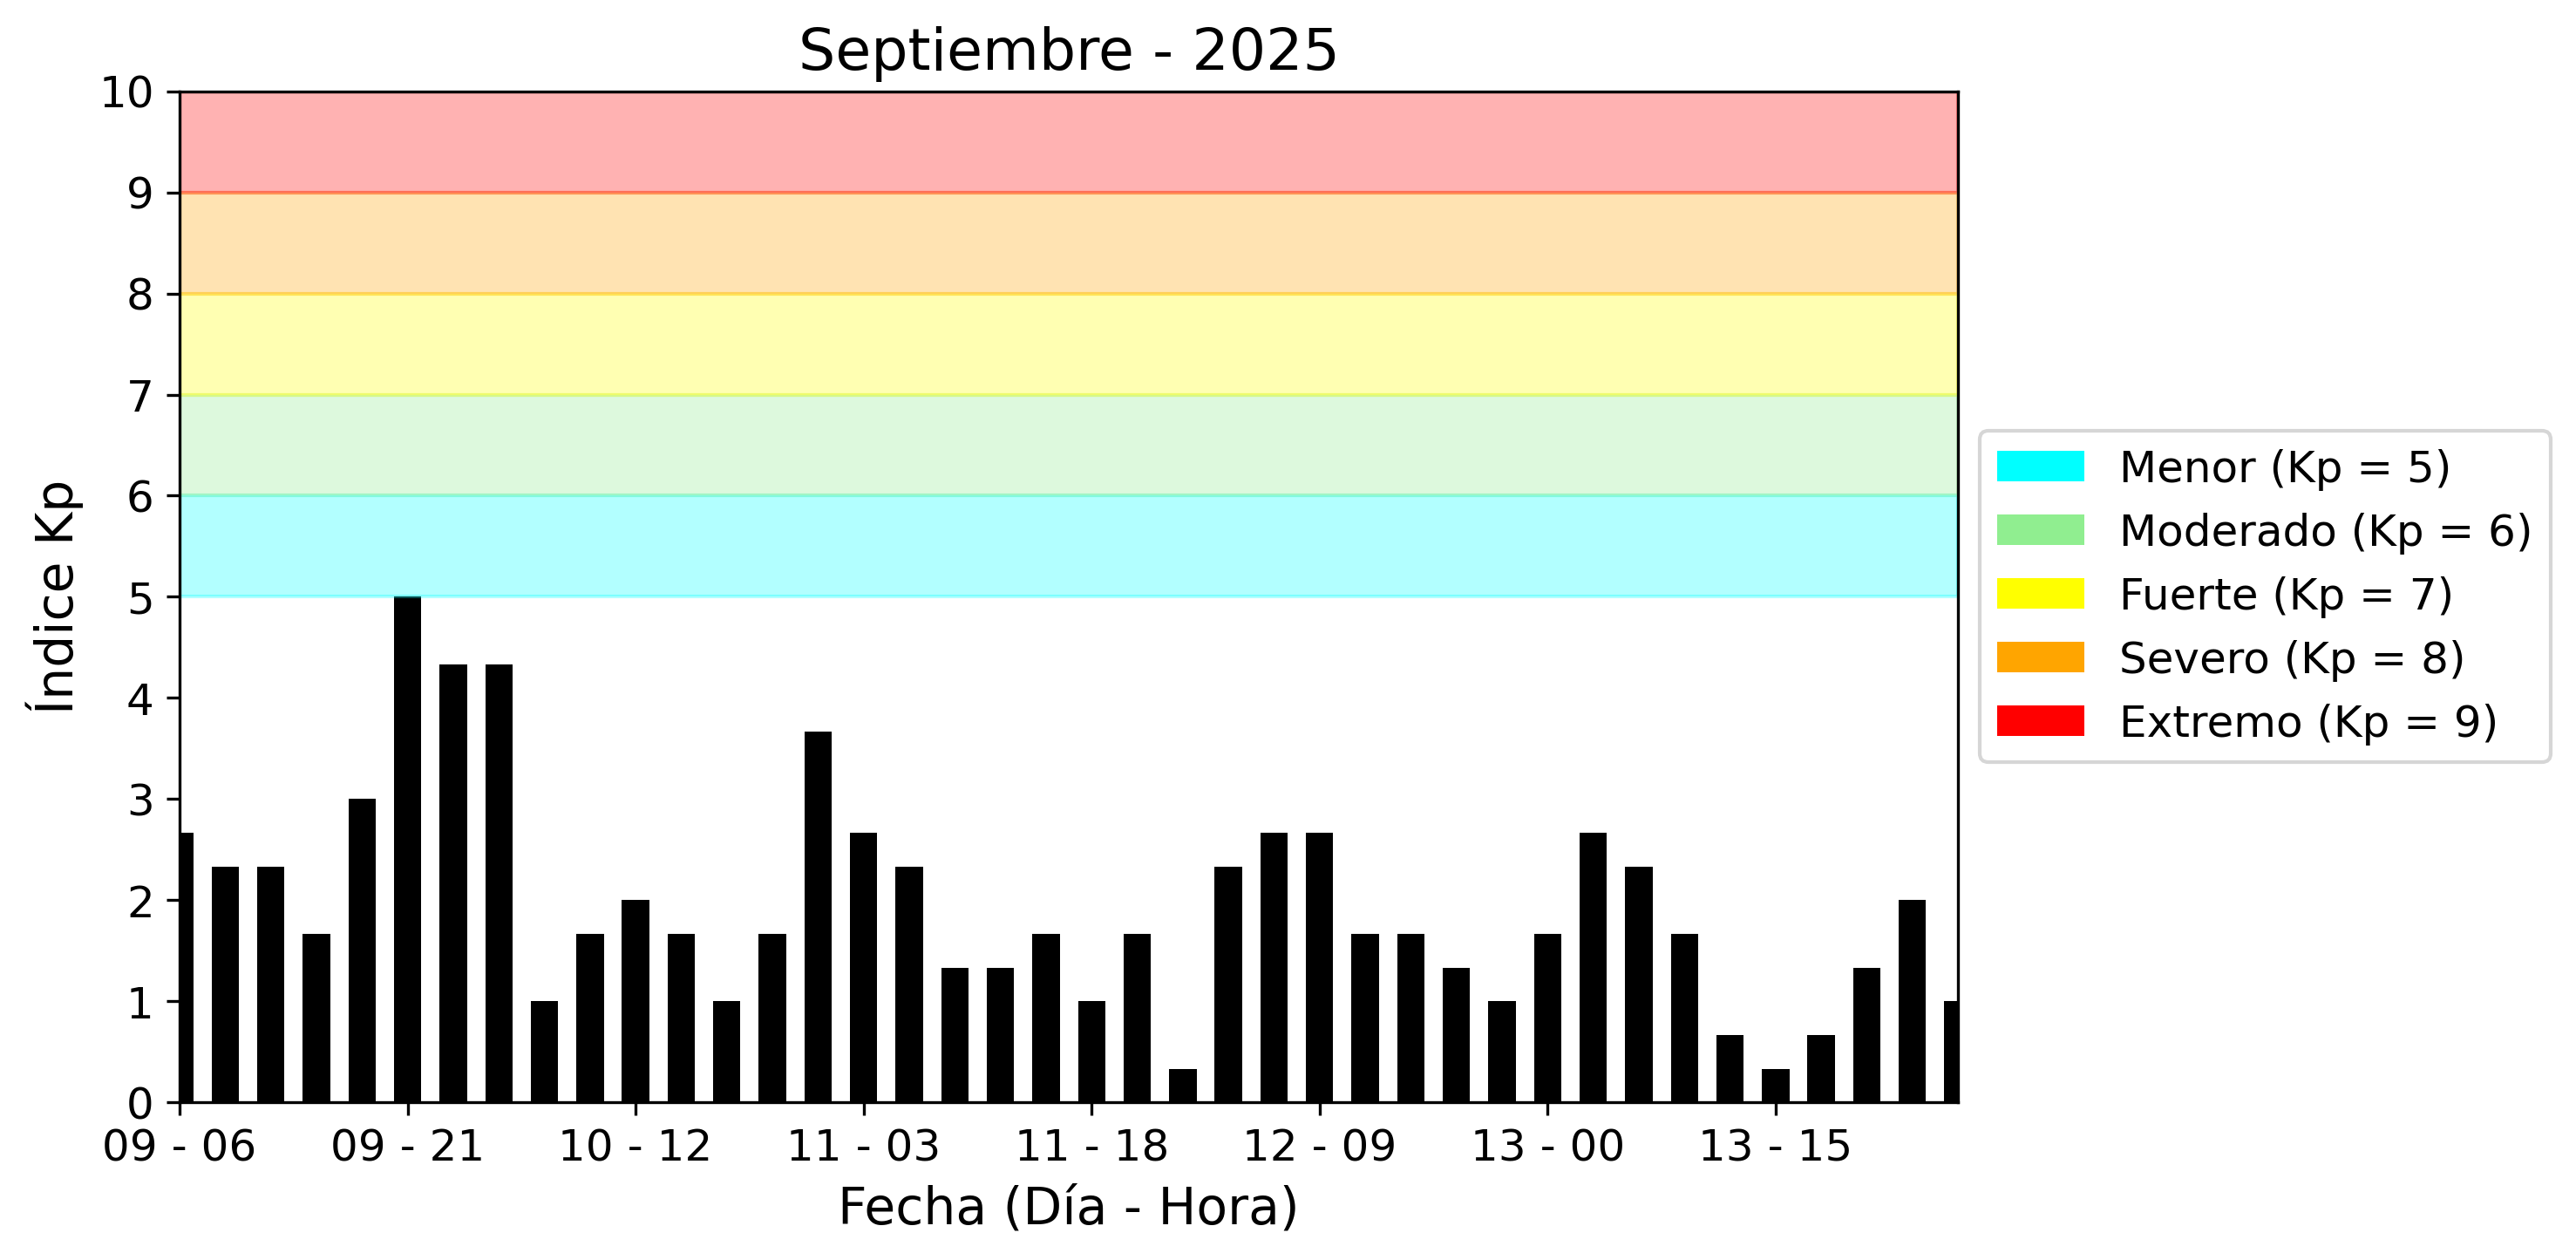 Septiembre - 2025
10
9
8
7
6
5
4
3
2
1
0
Índice Kp
09 - 06
09 - 21
10 - 12
11 - 03
11 - 18
12 - 09
13 - 00
13 - 15
Fecha (Día - Hora)
Menor (Kp = 5)
Moderado (Kp = 6)
Fuerte (Kp = 7)
Severo (Kp = 8)
Extremo (Kp = 9)